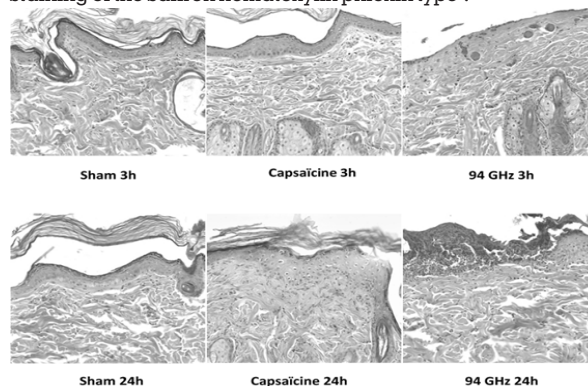 Sham 3h
Capsaïcine 3h
94 GHz 3h
Sham 24h
Capsaïcine 24h
94 GHz 24h